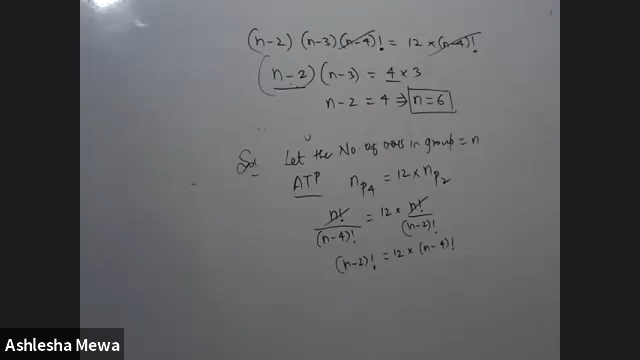 (n-2) (n-3) (n-4)! = 12 × (n-4)!
(n-2) (n-3) = 4 × 3
n-2 = 4 ⇒ n=6
Sol Let the No. of in group = n
ATP nP4 = 12 × nP2
n!/(n-4)! = 12 × n!/(n-2)!
(n-2)! = 12 × (n-4)!
Ashlesha Mewa